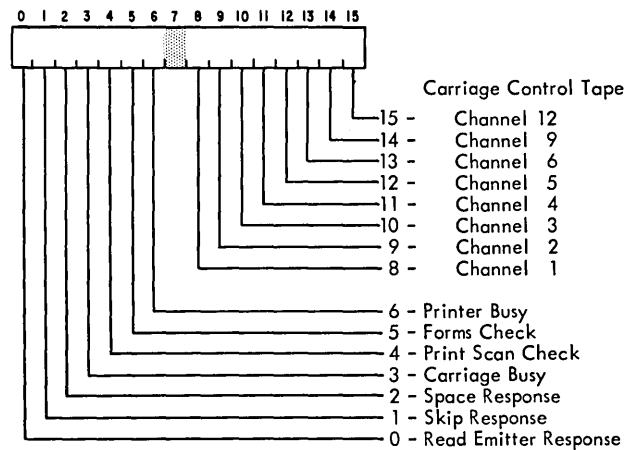 0 1 2 3 4 5 6 7 8 9 10 11 12 13 14 15
Carriage Control Tape
15 - Channel 12
14 - Channel 9
13 - Channel 6
12 - Channel 5
11 - Channel 4
10 - Channel 3
9 - Channel 2
8 - Channel 1
6 - Printer Busy
5 - Forms Check
4 - Print Scan Check
3 - Carriage Busy
2 - Space Response
1 - Skip Response
0 - Read Emitter Response